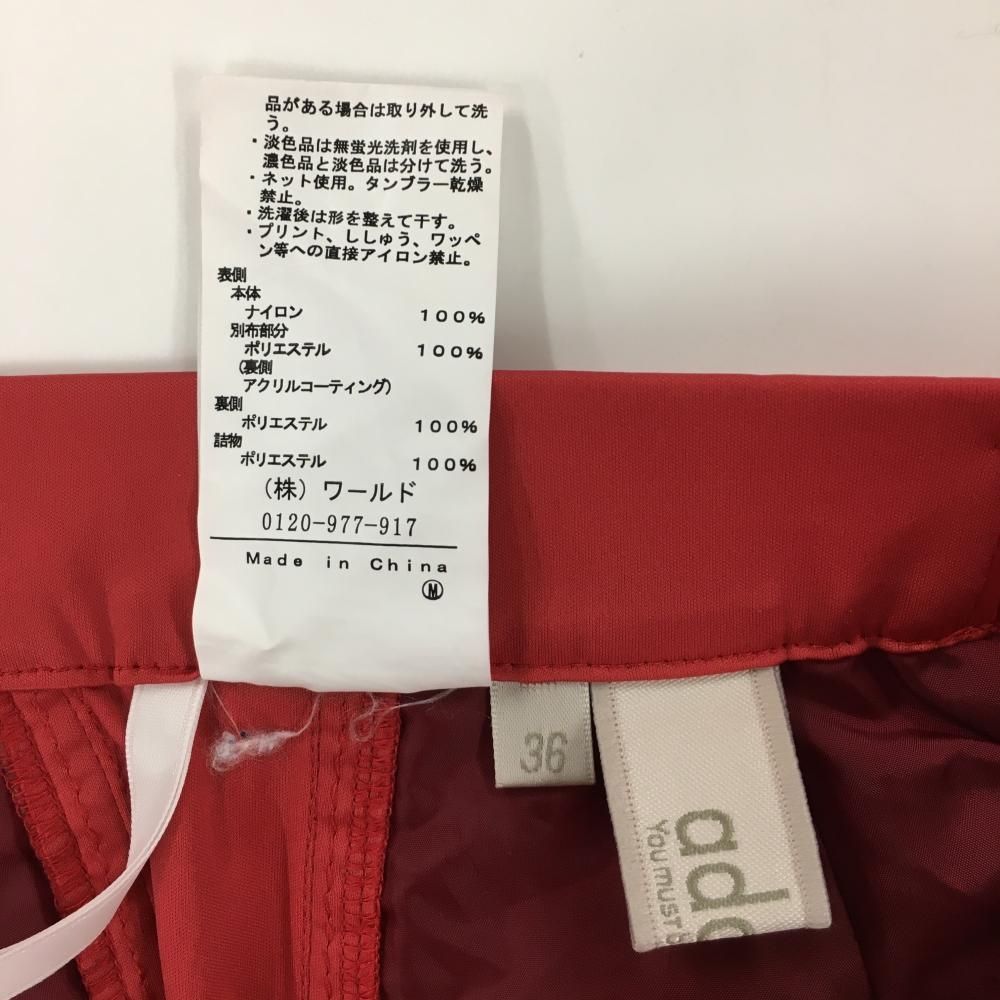 品がある場合は取り外して洗
う。
・淡色品は無蛍光洗剤を使用し、
濃色品と淡色品は分けて洗う。
・ネット使用。タンブラー乾燥
禁止。
・洗濯後は形を整えて干す。
・プリント、ししゅう、ワッペ
ン等への直接アイロン禁止。
表側
本体
ナイロン 100%
別布部分
ポリエステル 100%
(裏側
アクリルコーティング)
裏側
ポリエステル 100%
詰物
ポリエステル 100%
(株)ワールド
0120-977-917
Made in China
Ⓜ
36
ad
You must